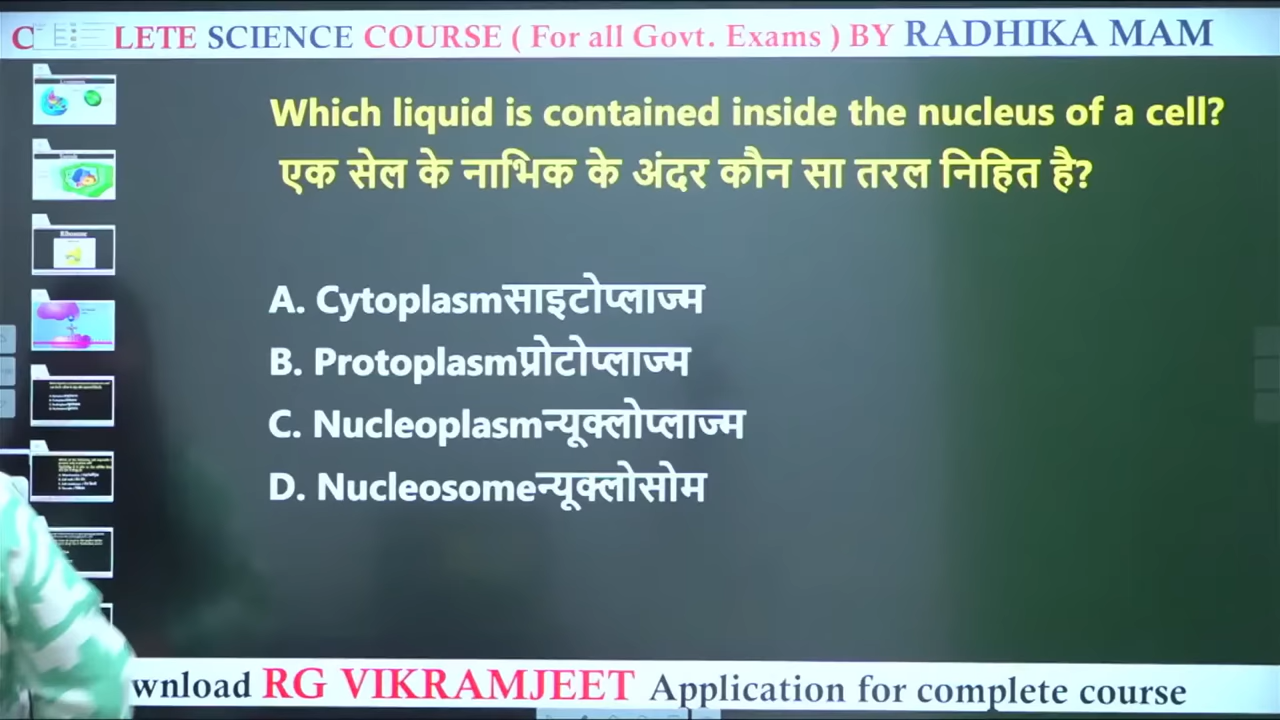 C LETE SCIENCE COURSE ( For all Govt. Exams ) BY RADHIKA MAM
Which liquid is contained inside the nucleus of a cell?
एक सेल के नाभिक के अंदर कौन सा तरल निहित है?
A. Cytoplasmसाइटोप्लाज्म
B. Protoplasmप्रोटोप्लाज्म
C. Nucleoplasmन्यूक्लोप्लाज्म
D. Nucleosomeन्यूक्लोसोम
wnload RG VIKRAMJEET Application for complete course